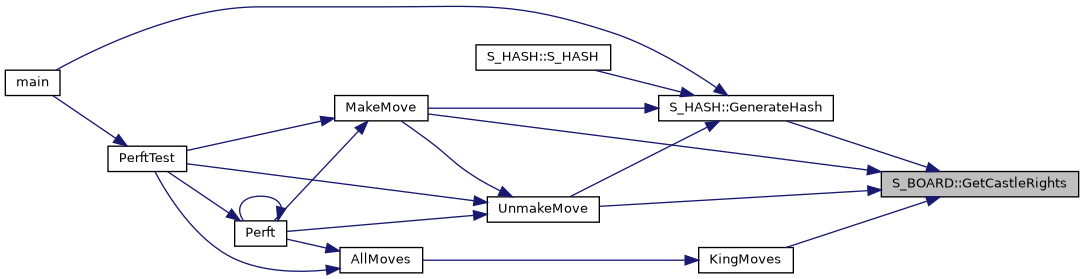 main
S_HASH::S_HASH
MakeMove
S_HASH::GenerateHash
PerftTest
S_BOARD::GetCastleRights
UnmakeMove
Perft
AllMoves
KingMoves